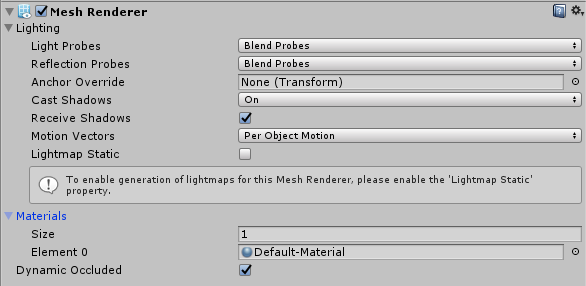 Mesh Renderer
Lighting
Light Probes Blend Probes
Reflection Probes Blend Probes
Anchor Override None (Transform)
Cast Shadows On
Receive Shadows
Motion Vectors Per Object Motion
Lightmap Static
To enable generation of lightmaps for this Mesh Renderer, please enable the 'Lightmap Static'
property.
Materials
Size 1
Element 0 Default-Material
Dynamic Occluded